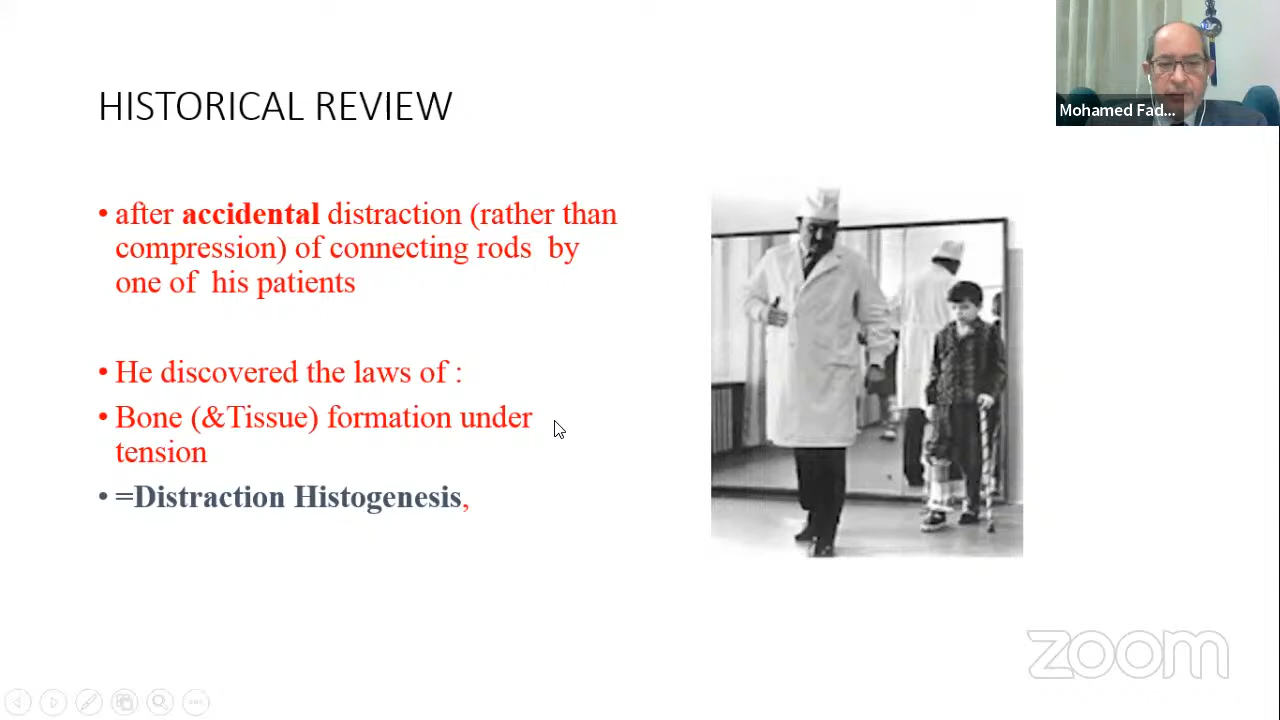 HISTORICAL REVIEW
• after accidental distraction (rather than
compression) of connecting rods by
one of his patients
• He discovered the laws of :
• Bone (&Tissue) formation under
tension
• =Distraction Histogenesis,
Mohamed Fad...
zoom